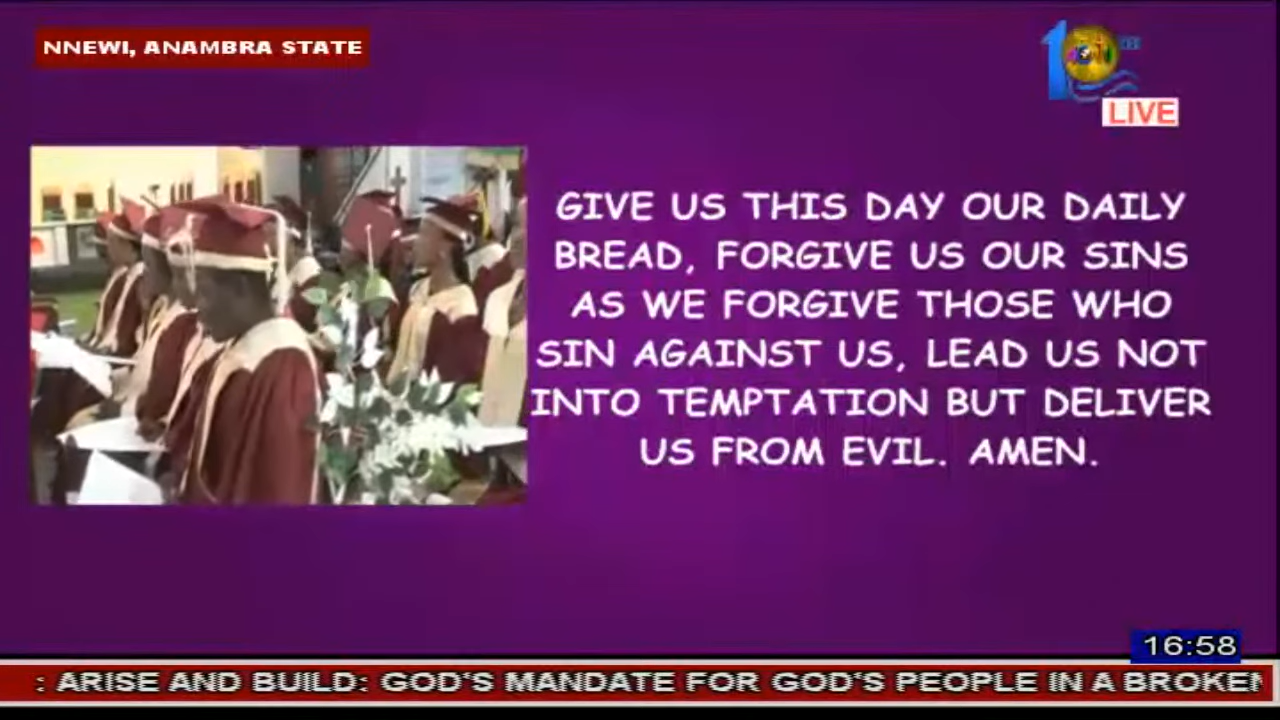 NNEWI, ANAMBRA STATE
LIVE
GIVE US THIS DAY OUR DAILY
BREAD, FORGIVE US OUR SINS
AS WE FORGIVE THOSE WHO
SIN AGAINST US, LEAD US NOT
INTO TEMPTATION BUT DELIVER
US FROM EVIL. AMEN.
16:58
: ARISE AND BUILD: GOD'S MANDATE FOR GOD'S PEOPLE IN A BROKEN